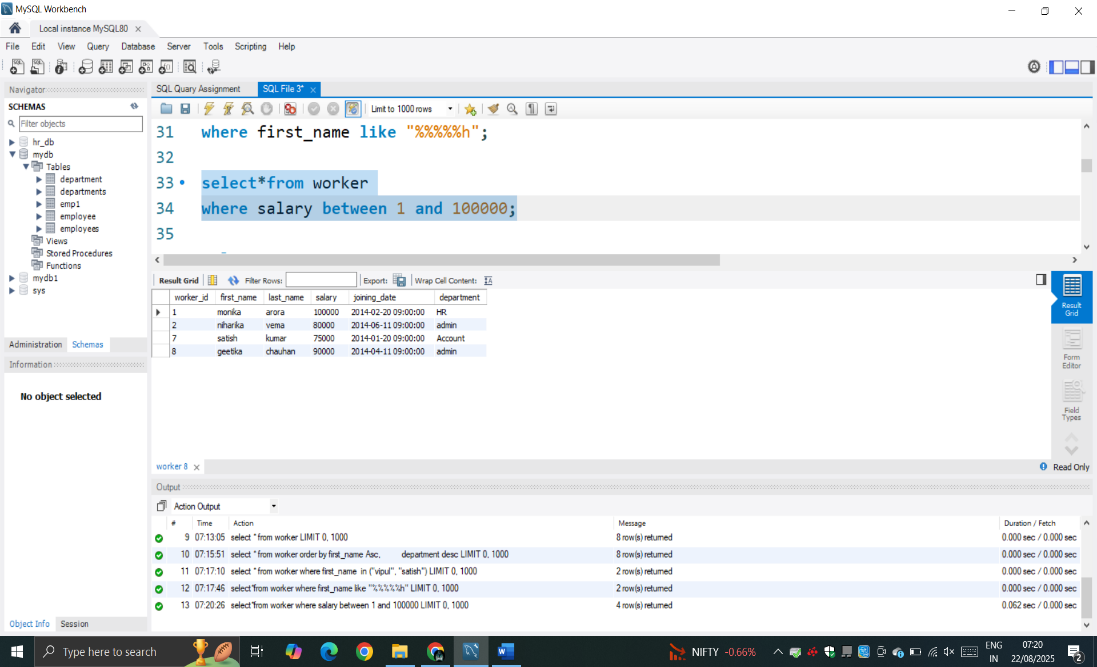 MySQL Workbench
Local instance MySQL80
File Edit View Query Database Server Tools Scripting Help
Navigator
SCHEMAS
Filter objects
hr_db
mydb
Tables
department
departments
emp1
employee
employees
Views
Stored Procedures
Functions
mydb1
sys
Administration Schemas
Information
No object selected
Object Info Session
SQL Quary Assignment SQL File 3*
Limit to 1000 rows
31 where first_name like "%%%%%h";
32
33 select*from worker
34 where salary between 1 and 100000;
35
Result Grid Filter Rows: Export: Wrap Cell Content:
worker_id first_name last_name salary joining_date department
1 monika arora 100000 2014-02-20 09:00:00 HR
2 niharika vema 80000 2014-06-11 09:00:00 admin
7 satish kumar 75000 2014-01-20 09:00:00 Account
8 geetika chauhan 90000 2014-04-11 09:00:00 admin
Result
Grid
Form
Editor
Field
Types
worker 8 Read Only
Output
Action Output
# Time Action Message Duration / Fetch
9 07:13:05 select * from worker LIMIT 0, 1000 8 row(s) returned 0.000 sec / 0.000 sec
10 07:15:51 select * from worker order by first_name Asc, department desc LIMIT 0, 1000 8 row(s) returned 0.000 sec / 0.000 sec
11 07:17:10 select * from worker where first_name in ("vipul", "satish") LIMIT 0, 1000 2 row(s) returned 0.000 sec / 0.000 sec
12 07:17:46 select*from worker where first_name like "%%%%%h" LIMIT 0, 1000 2 row(s) returned 0.000 sec / 0.000 sec
13 07:20:26 select*from worker where salary between 1 and 100000 LIMIT 0, 1000 4 row(s) returned 0.062 sec / 0.000 sec
Type here to search
NIFTY -0.66%
ENG
IN
07:20
22/08/2025
2